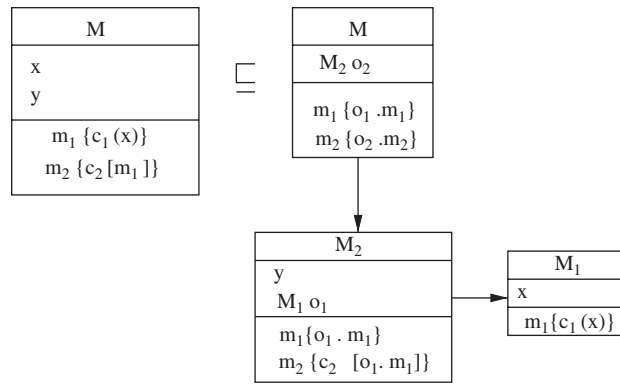 M
x
y
m₁ {c₁ (x)}
m₂ {c₂ [m₁ ]}
⊑
M
M₂ o₂
m₁ {o₁ .m₁}
m₂ {o₂ .m₂}
M₂
y
M₁ o₁
m₁{o₁ . m₁}
m₂ {c₂ [o₁. m₁]}
M₁
x
m₁{c₁ (x)}